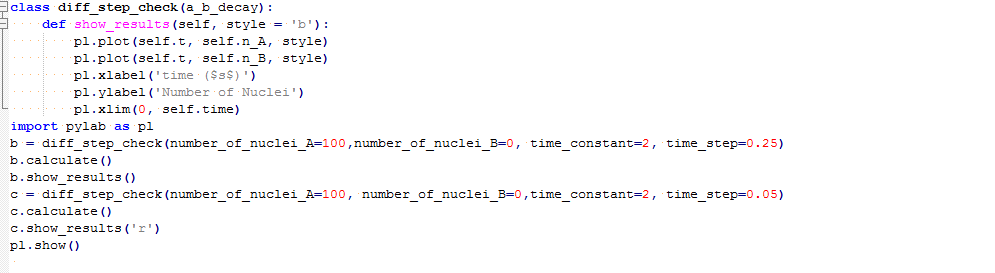 class diff_step_check(a_b_decay):
    def show_results(self, style = 'b'):
        pl.plot(self.t, self.n_A, style)
        pl.plot(self.t, self.n_B, style)
        pl.xlabel('time ($s$)')
        pl.ylabel('Number of Nuclei')
        pl.xlim(0, self.time)
import pylab as pl
b = diff_step_check(number_of_nuclei_A=100,number_of_nuclei_B=0, time_constant=2, time_step=0.25)
b.calculate()
b.show_results()
c = diff_step_check(number_of_nuclei_A=100, number_of_nuclei_B=0,time_constant=2, time_step=0.05)
c.calculate()
c.show_results('r')
pl.show()